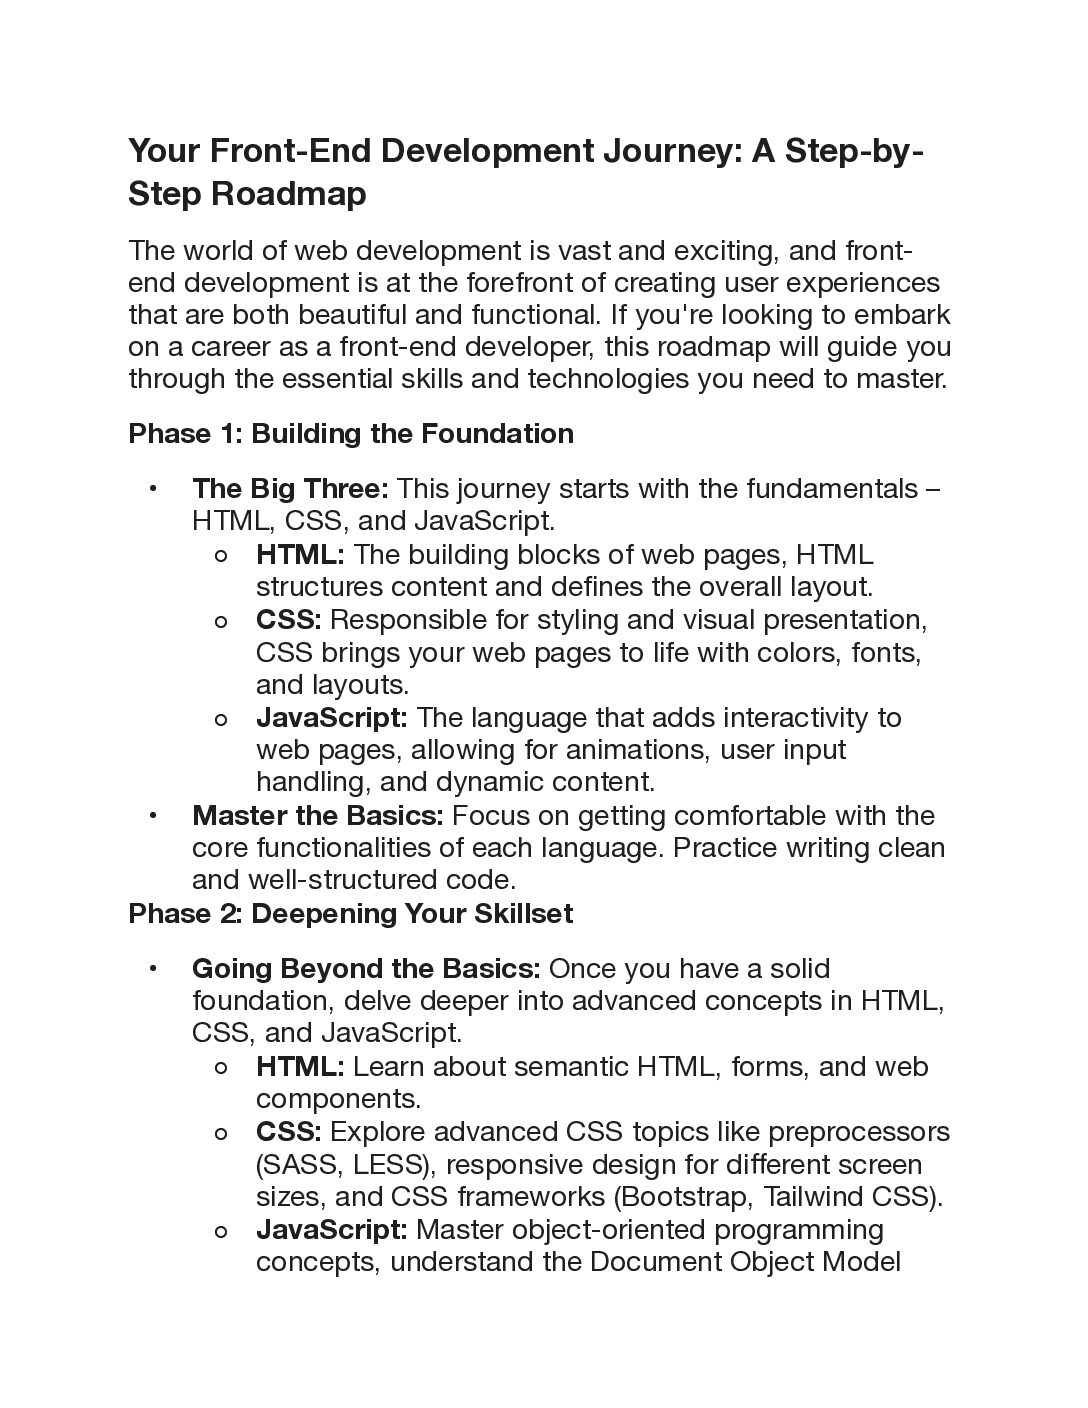 Your Front-End Development Journey: A Step-by-
Step Roadmap
The world of web development is vast and exciting, and front-
end development is at the forefront of creating user experiences
that are both beautiful and functional. If you're looking to embark
on a career as a front-end developer, this roadmap will guide you
through the essential skills and technologies you need to master.
Phase 1: Building the Foundation
• The Big Three: This journey starts with the fundamentals –
HTML, CSS, and JavaScript.
o HTML: The building blocks of web pages, HTML
structures content and defines the overall layout.
o CSS: Responsible for styling and visual presentation,
CSS brings your web pages to life with colors, fonts,
and layouts.
o JavaScript: The language that adds interactivity to
web pages, allowing for animations, user input
handling, and dynamic content.
• Master the Basics: Focus on getting comfortable with the
core functionalities of each language. Practice writing clean
and well-structured code.
Phase 2: Deepening Your Skillset
• Going Beyond the Basics: Once you have a solid
foundation, delve deeper into advanced concepts in HTML,
CSS, and JavaScript.
o HTML: Learn about semantic HTML, forms, and web
components.
o CSS: Explore advanced CSS topics like preprocessors
(SASS, LESS), responsive design for different screen
sizes, and CSS frameworks (Bootstrap, Tailwind CSS).
o JavaScript: Master object-oriented programming
concepts, understand the Document Object Model